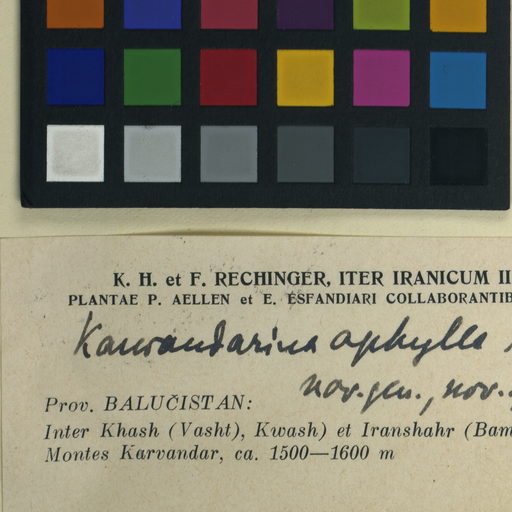 K. H. et F. RECHINGER, ITER IRANICUM II
PLANTAE P. AELLEN et E. ESFANDIARI COLLABORANTIB
Karvandarina aphylla
nov. gen., nov.
Prov. BALUČISTAN:
Inter Khash (Vasht), Kwash) et Iranshahr (Bam
Montes Karvandar, ca. 1500—1600 m